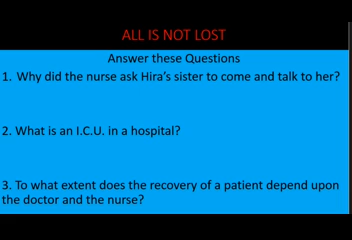 ALL IS NOT LOST
Answer these Questions
1. Why did the nurse ask Hira's sister to come and talk to her?
2. What is an I.C.U. in a hospital?
3. To what extent does the recovery of a patient depend upon
the doctor and the nurse?